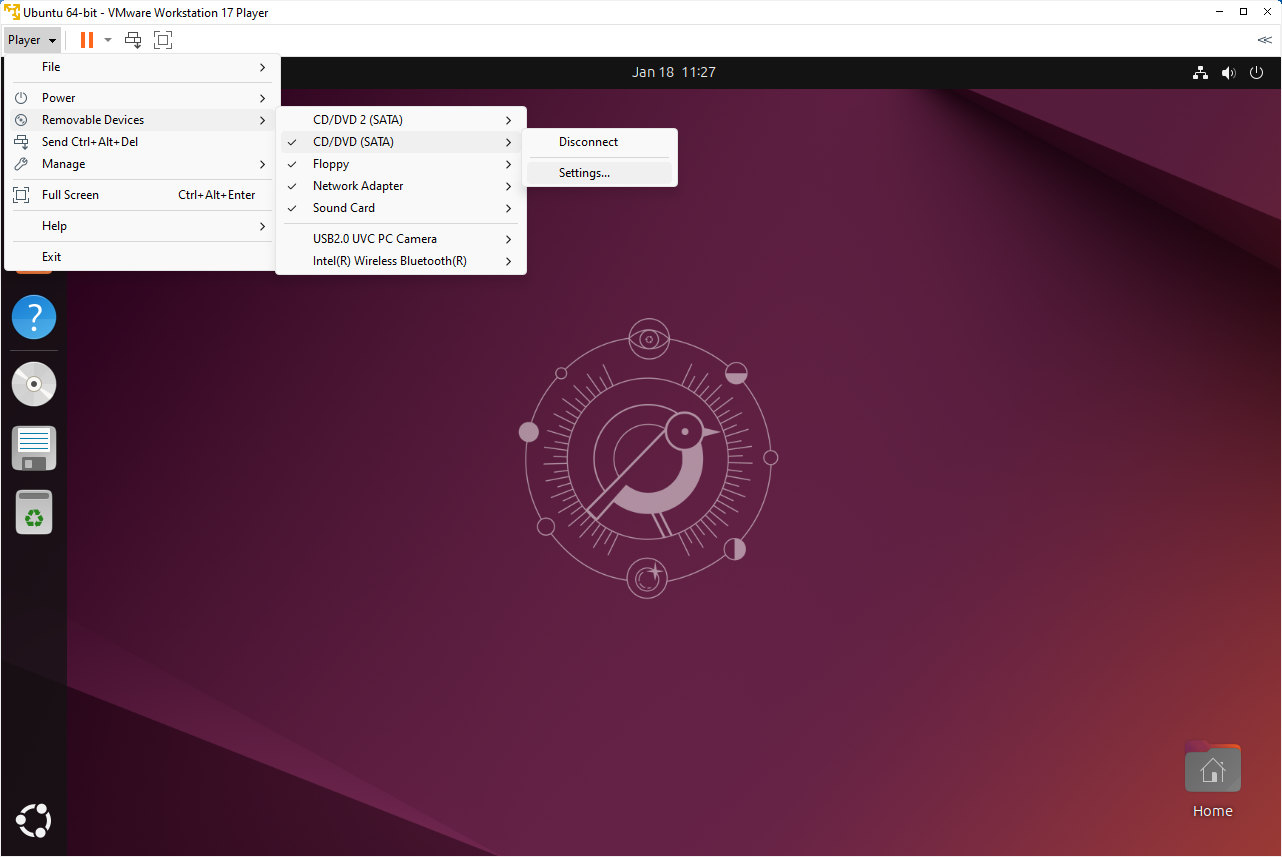 Ubuntu 64-bit - VMware Workstation 17 Player
Player
Jan 18 11:27
File
Power
Removable Devices
Send Ctrl+Alt+Del
Manage
Full Screen Ctrl+Alt+Enter
Help
Exit
CD/DVD 2 (SATA)
CD/DVD (SATA)
Floppy
Network Adapter
Sound Card
USB2.0 UVC PC Camera
Intel(R) Wireless Bluetooth(R)
Disconnect
Settings...
?
Home